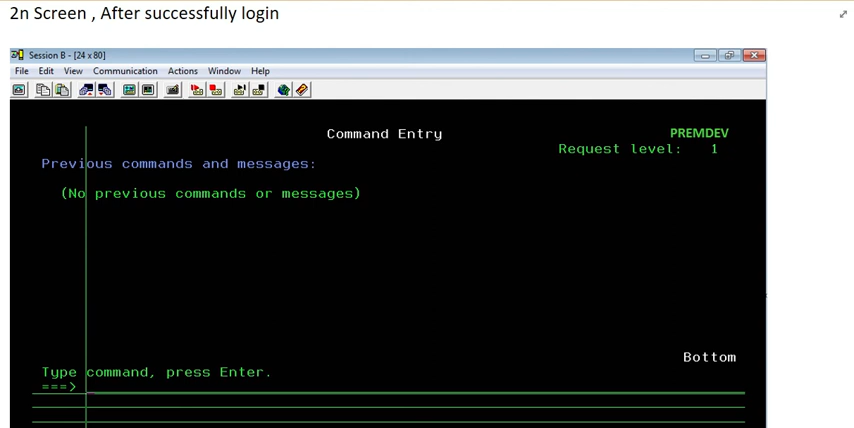 2n Screen , After successfully login
Session B - [24 x 80]
File Edit View Communication Actions Window Help
Command Entry PREMDEV
Request level: 1
Previous commands and messages:
(No previous commands or messages)
Bottom
Type command, press Enter.
===>